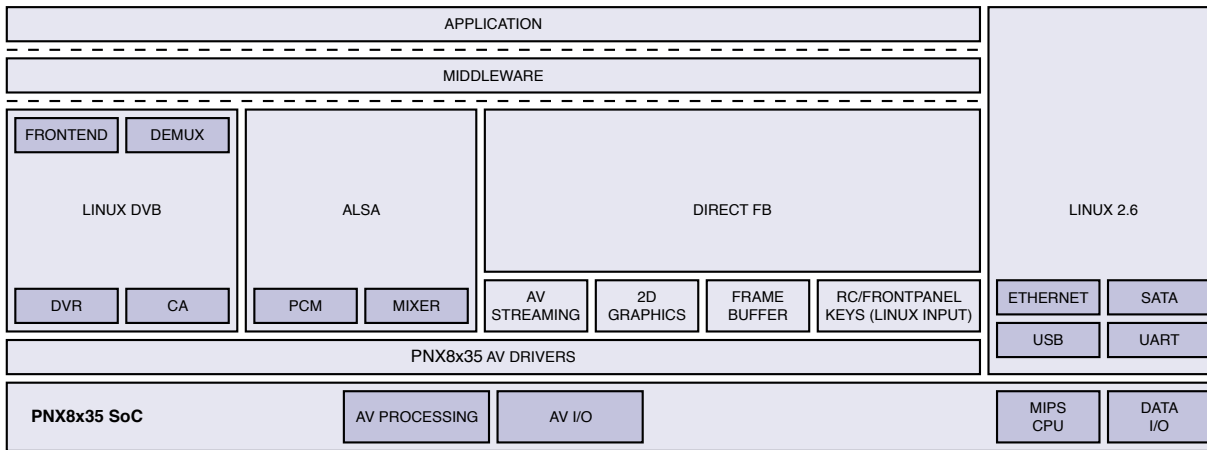 APPLICATION
MIDDLEWARE
FRONTEND
DEMUX
LINUX DVB
DVR
CA
ALSA
PCM
MIXER
DIRECT FB
AV
STREAMING
2D
GRAPHICS
FRAME
BUFFER
RC/FRONTPANEL
KEYS (LINUX INPUT)
LINUX 2.6
ETHERNET
SATA
USB
UART
PNX8x35 AV DRIVERS
PNX8x35 SoC
AV PROCESSING
AV I/O
MIPS
CPU
DATA
I/O